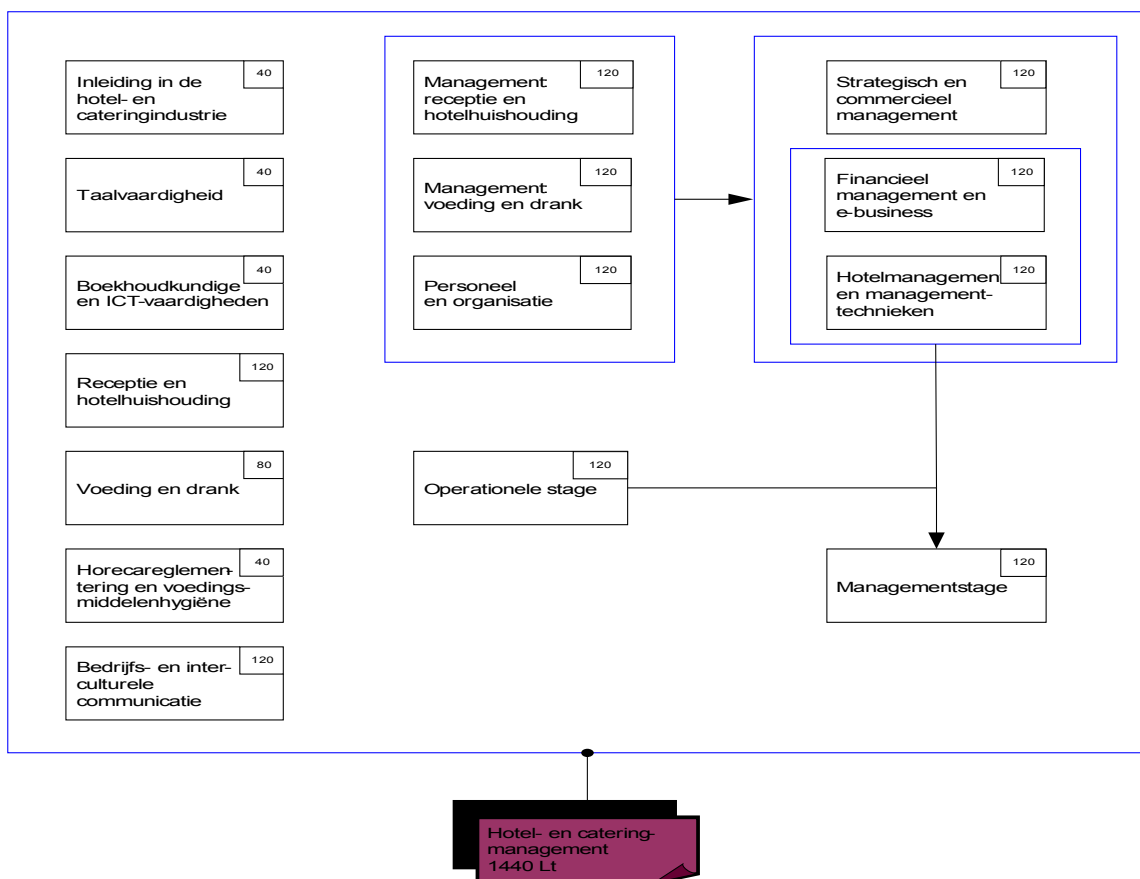 40
Inleiding in de
hotel- en
cateringindustrie
40
Taalvaardigheid
40
Boekhoudkundige
en ICT-vaardigheden
120
Receptie en
hotelhuishouding
80
Voeding en drank
40
Horecareglemen-
tering en voedings-
middelenhygiëne
120
Bedrijfs- en inter-
culturele
communicatie
120
Management:
receptie en
hotelhuishouding
120
Management:
voeding en drank
120
Personeel
en organisatie
120
Operationele stage
120
Strategisch en
commercieel
management
120
Financieel
management en
e-business
120
Hotelmanagemen
en management-
technieken
120
Managementstage
Hotel- en catering-
management
1440 Lt